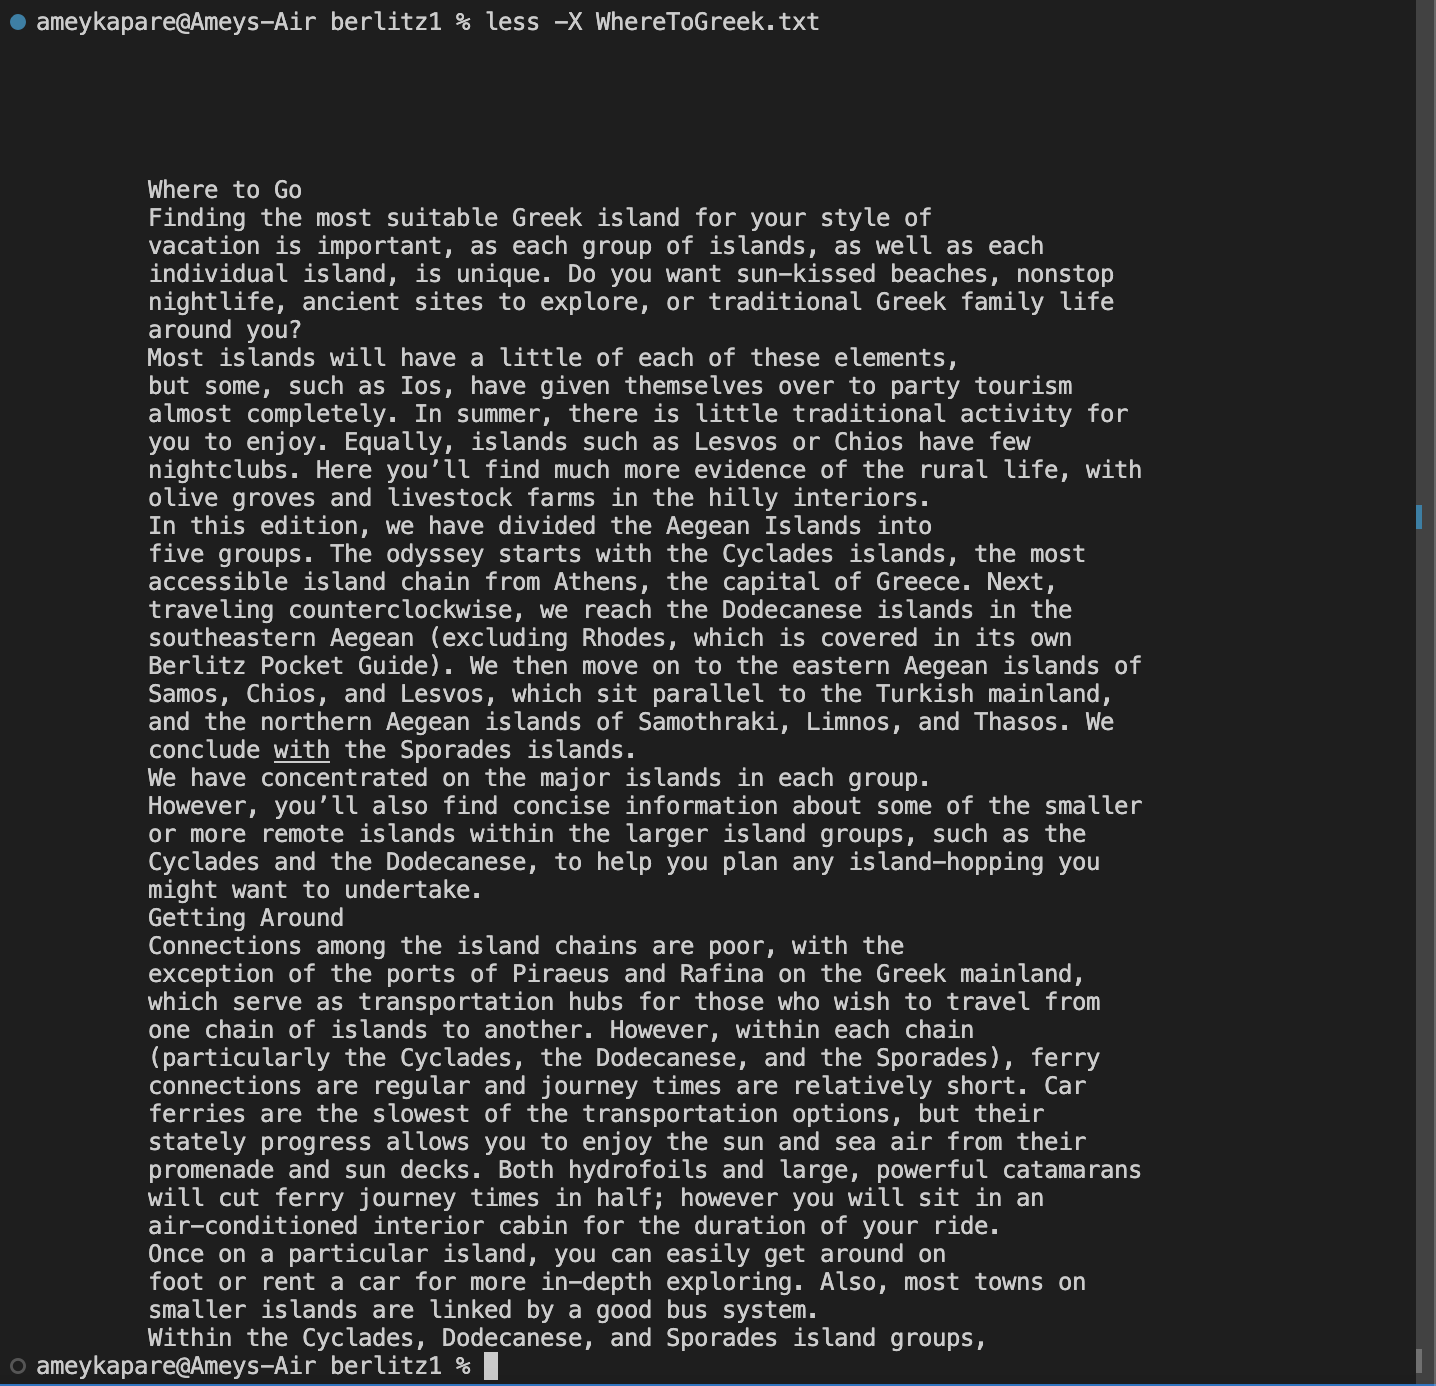 ameykapare@Ameys-Air berlitz1 % less -X WhereToGreek.txt
Where to Go
Finding the most suitable Greek island for your style of
vacation is important, as each group of islands, as well as each
individual island, is unique. Do you want sun-kissed beaches, nonstop
nightlife, ancient sites to explore, or traditional Greek family life
around you?
Most islands will have a little of each of these elements,
but some, such as Ios, have given themselves over to party tourism
almost completely. In summer, there is little traditional activity for
you to enjoy. Equally, islands such as Lesvos or Chios have few
nightclubs. Here you’ll find much more evidence of the rural life, with
olive groves and livestock farms in the hilly interiors.
In this edition, we have divided the Aegean Islands into
five groups. The odyssey starts with the Cyclades islands, the most
accessible island chain from Athens, the capital of Greece. Next,
traveling counterclockwise, we reach the Dodecanese islands in the
southeastern Aegean (excluding Rhodes, which is covered in its own
Berlitz Pocket Guide). We then move on to the eastern Aegean islands of
Samos, Chios, and Lesvos, which sit parallel to the Turkish mainland,
and the northern Aegean islands of Samothraki, Limnos, and Thasos. We
conclude with the Sporades islands.
We have concentrated on the major islands in each group.
However, you’ll also find concise information about some of the smaller
or more remote islands within the larger island groups, such as the
Cyclades and the Dodecanese, to help you plan any island-hopping you
might want to undertake.
Getting Around
Connections among the island chains are poor, with the
exception of the ports of Piraeus and Rafina on the Greek mainland,
which serve as transportation hubs for those who wish to travel from
one chain of islands to another. However, within each chain
(particularly the Cyclades, the Dodecanese, and the Sporades), ferry
connections are regular and journey times are relatively short. Car
ferries are the slowest of the transportation options, but their
stately progress allows you to enjoy the sun and sea air from their
promenade and sun decks. Both hydrofoils and large, powerful catamarans
will cut ferry journey times in half; however you will sit in an
air-conditioned interior cabin for the duration of your ride.
Once on a particular island, you can easily get around on
foot or rent a car for more in-depth exploring. Also, most towns on
smaller islands are linked by a good bus system.
Within the Cyclades, Dodecanese, and Sporades island groups,
ameykapare@Ameys-Air berlitz1 %